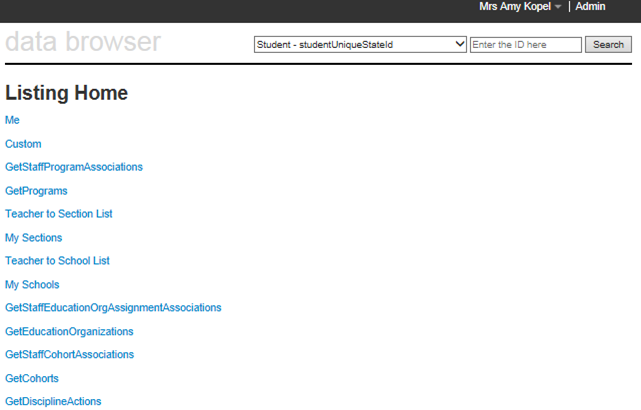 Mrs Amy Kopel | Admin
data browser
Student - studentUniqueStateId Enter the ID here Search
Listing Home
Me
Custom
GetStaffProgramAssociations
GetPrograms
Teacher to Section List
My Sections
Teacher to School List
My Schools
GetStaffEducationOrgAssignmentAssociations
GetEducationOrganizations
GetStaffCohortAssociations
GetCohorts
GetDisciplineActions